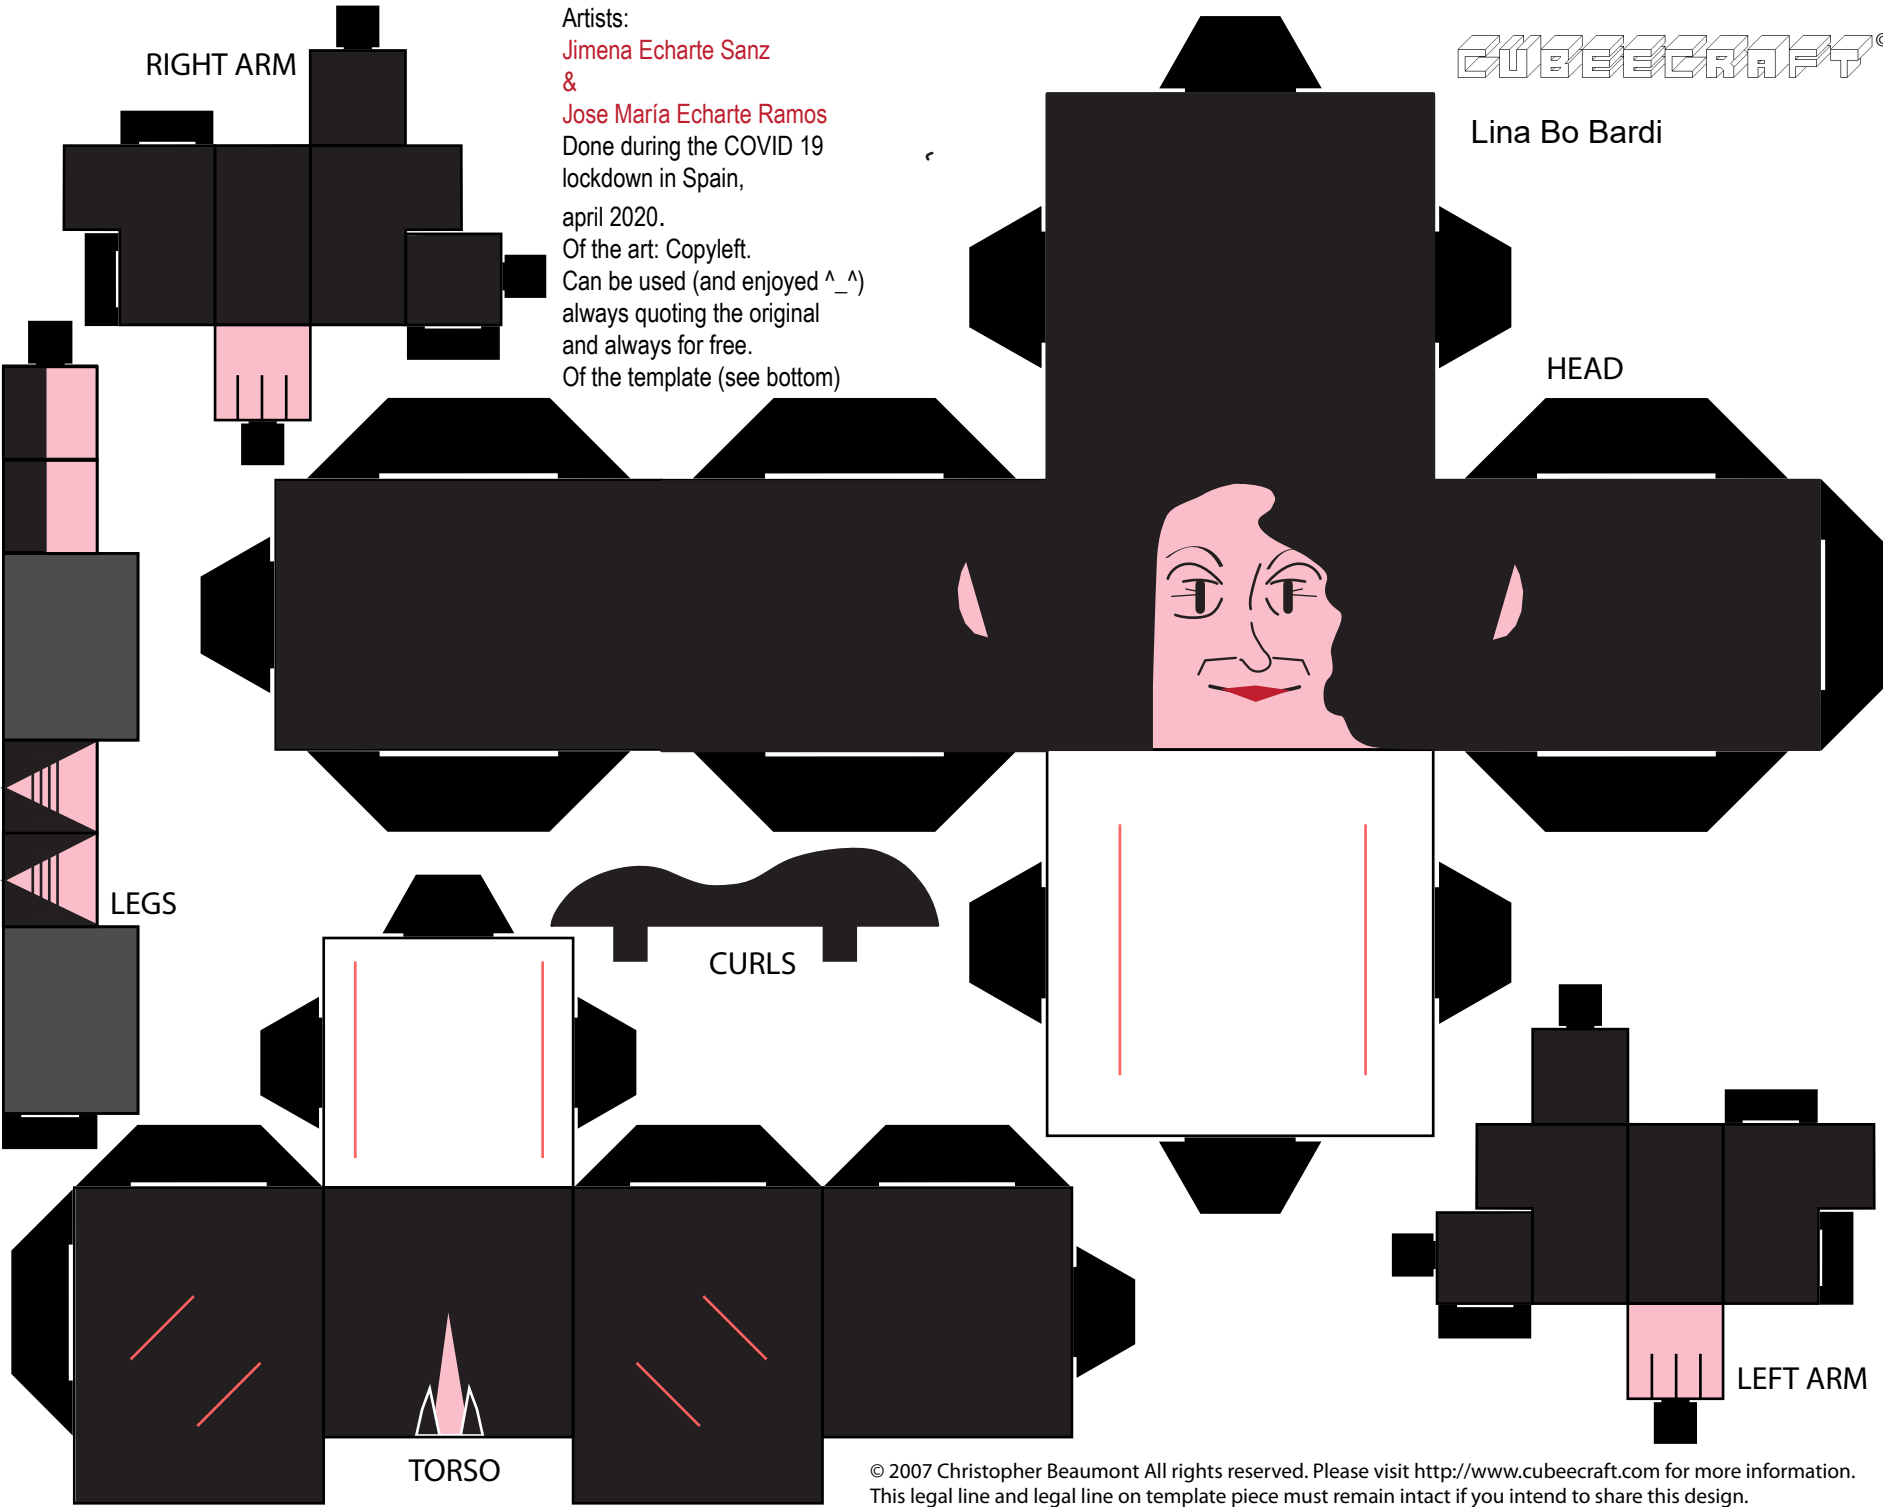 RIGHT ARM
Artists:
Jimena Echarte Sanz
&
Jose María Echarte Ramos
Done during the COVID 19
lockdown in Spain,
april 2020.
Of the art: Copyleft.
Can be used (and enjoyed ^_^)
always quoting the original
and always for free.
Of the template (see bottom)
CUBEECRAFT©
Lina Bo Bardi
HEAD
LEGS
CURLS
TORSO
LEFT ARM
© 2007 Christopher Beaumont All rights reserved. Please visit http://www.cubeecraft.com for more information.
This legal line and legal line on template piece must remain intact if you intend to share this design.